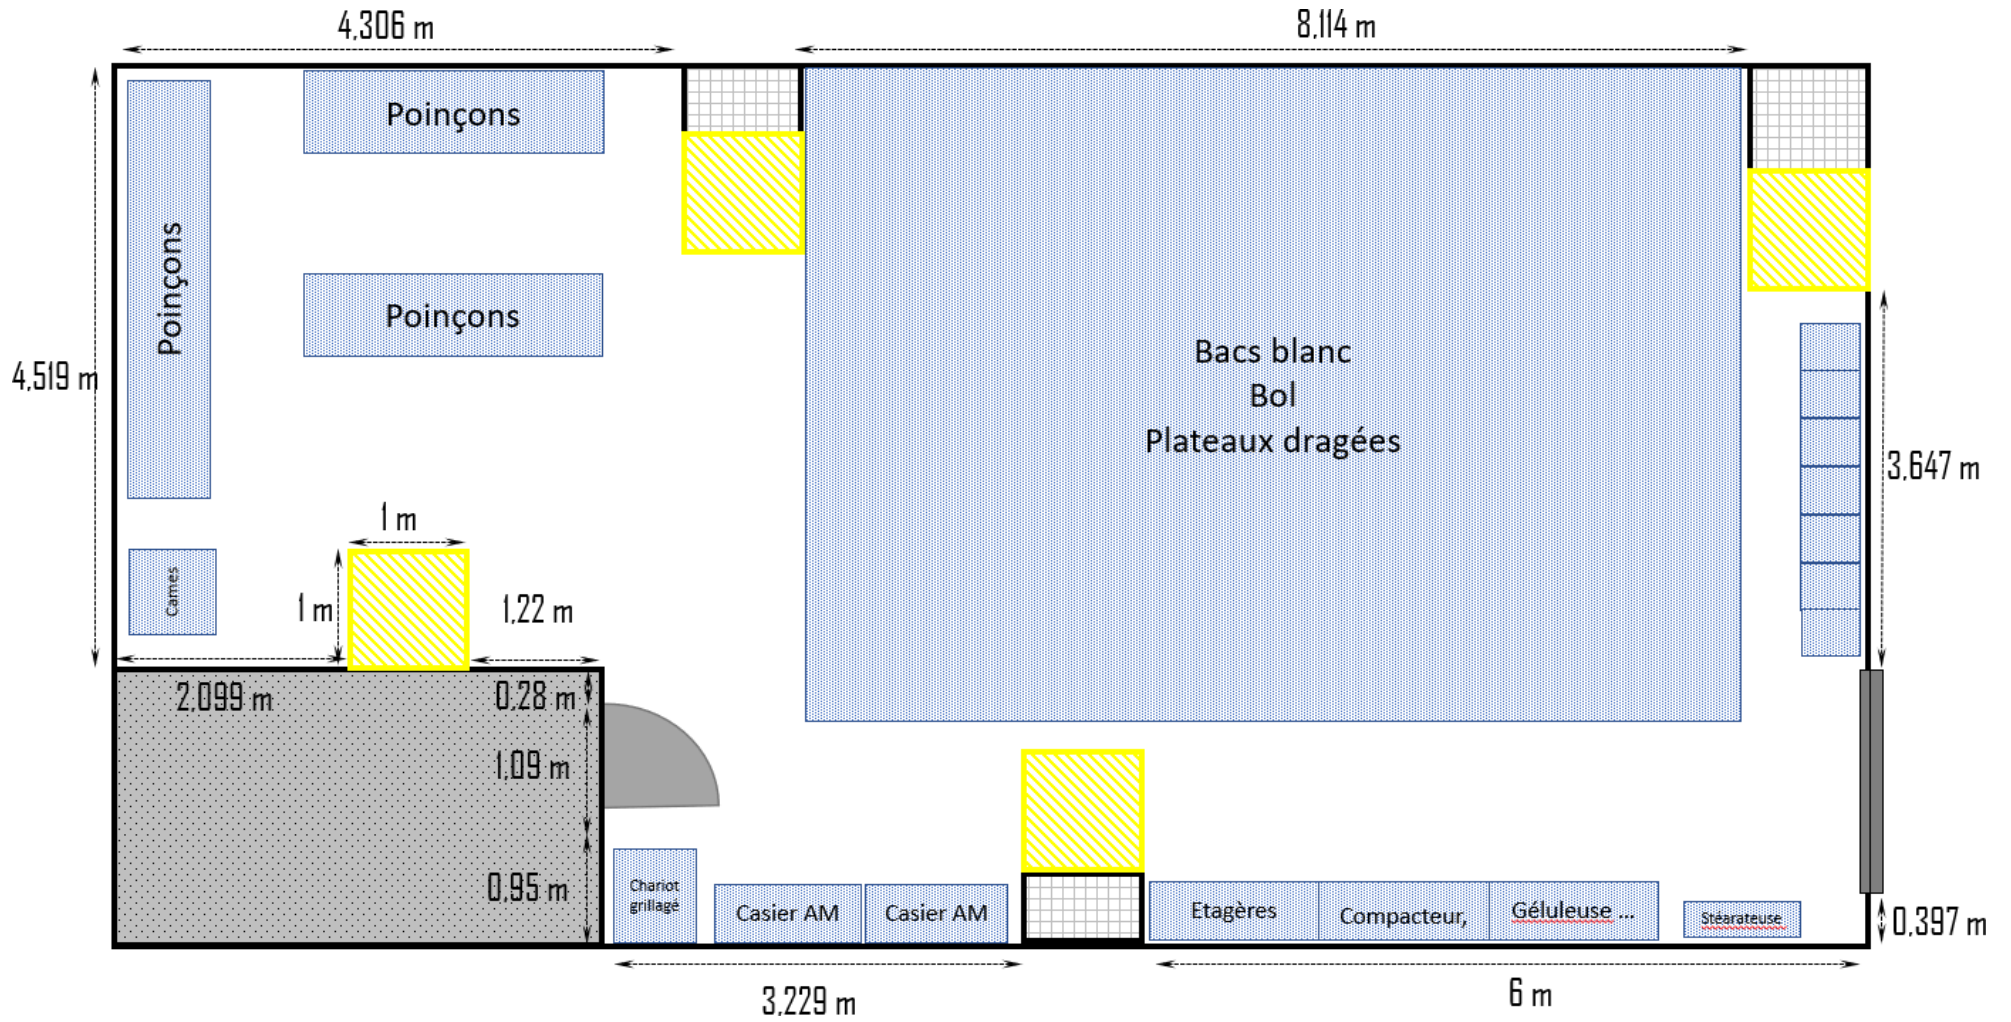 4,306 m
8,114 m
Poinçons
Poinçons
Poinçons
Bacs blanc
Bol
Plateaux dragées
4,519 m
3,647 m
1 m
Cames
1 m
1,22 m
2,099 m
0,28 m
1,09 m
0,95 m
Chariot
grillagé
Casier AM
Casier AM
Etagères
Compacteur,
Géluleuse ...
Stéarateuse
0,397 m
3,229 m
6 m